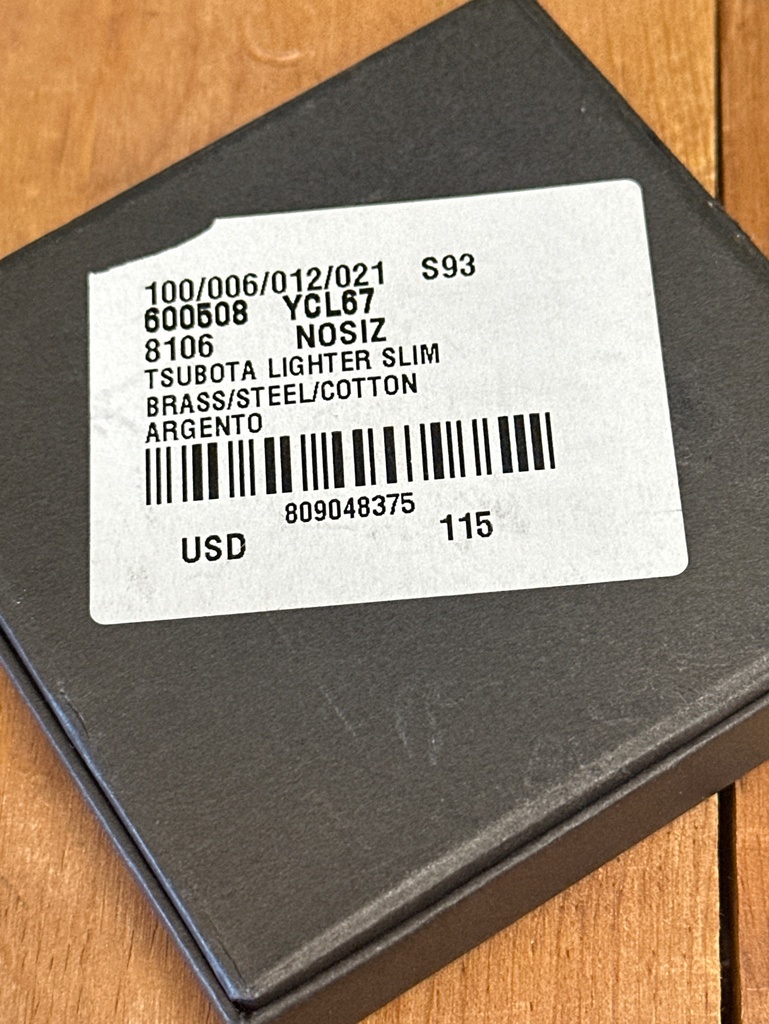 100/006/012/021 S93
600508 YCL67
8106 NOSIZ
TSUBOTA LIGHTER SLIM
BRASS/STEEL/COTTON
ARGENTO
809048375
USD 115